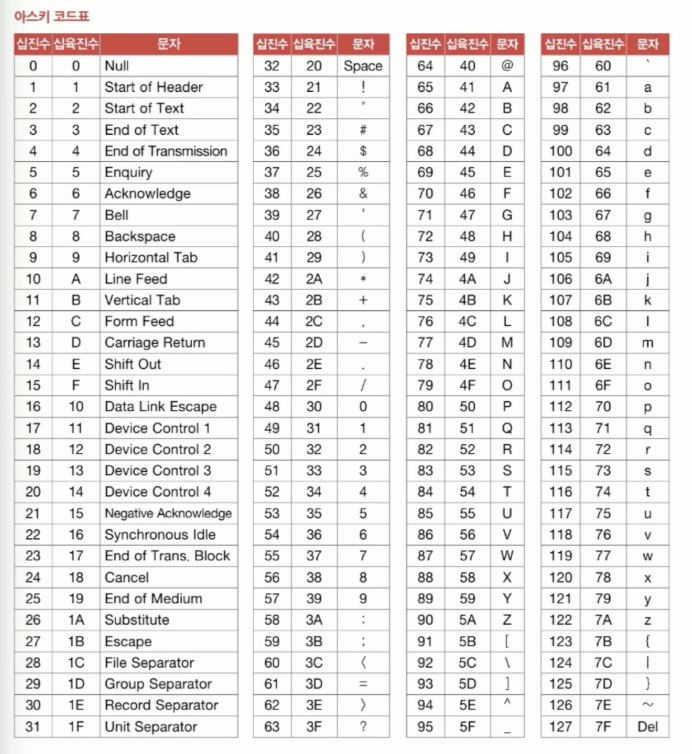 아스키 코드표
십진수 십육진수 문자 십진수 십육진수 문자 십진수 십육진수 문자 십진수 십육진수 문자
0 0 Null 32 20 Space 64 40 @ 96 60 `
1 1 Start of Header 33 21 ! 65 41 A 97 61 a
2 2 Start of Text 34 22 " 66 42 B 98 62 b
3 3 End of Text 35 23 # 67 43 C 99 63 c
4 4 End of Transmission 36 24 $ 68 44 D 100 64 d
5 5 Enquiry 37 25 % 69 45 E 101 65 e
6 6 Acknowledge 38 26 & 70 46 F 102 66 f
7 7 Bell 39 27 ' 71 47 G 103 67 g
8 8 Backspace 40 28 ( 72 48 H 104 68 h
9 9 Horizontal Tab 41 29 ) 73 49 I 105 69 i
10 A Line Feed 42 2A * 74 4A J 106 6A j
11 B Vertical Tab 43 2B + 75 4B K 107 6B k
12 C Form Feed 44 2C , 76 4C L 108 6C l
13 D Carriage Return 45 2D – 77 4D M 109 6D m
14 E Shift Out 46 2E . 78 4E N 110 6E n
15 F Shift In 47 2F / 79 4F O 111 6F o
16 10 Data Link Escape 48 30 0 80 50 P 112 70 p
17 11 Device Control 1 49 31 1 81 51 Q 113 71 q
18 12 Device Control 2 50 32 2 82 52 R 114 72 r
19 13 Device Control 3 51 33 3 83 53 S 115 73 s
20 14 Device Control 4 52 34 4 84 54 T 116 74 t
21 15 Negative Acknowledge 53 35 5 85 55 U 117 75 u
22 16 Synchronous Idle 54 36 6 86 56 V 118 76 v
23 17 End of Trans. Block 55 37 7 87 57 W 119 77 w
24 18 Cancel 56 38 8 88 58 X 120 78 x
25 19 End of Medium 57 39 9 89 59 Y 121 79 y
26 1A Substitute 58 3A : 90 5A Z 122 7A z
27 1B Escape 59 3B ; 91 5B [ 123 7B {
28 1C File Separator 60 3C 〈 92 5C \ 124 7C |
29 1D Group Separator 61 3D = 93 5D ] 125 7D }
30 1E Record Separator 62 3E 〉 94 5E ^ 126 7E ~
31 1F Unit Separator 63 3F ? 95 5F _ 127 7F Del